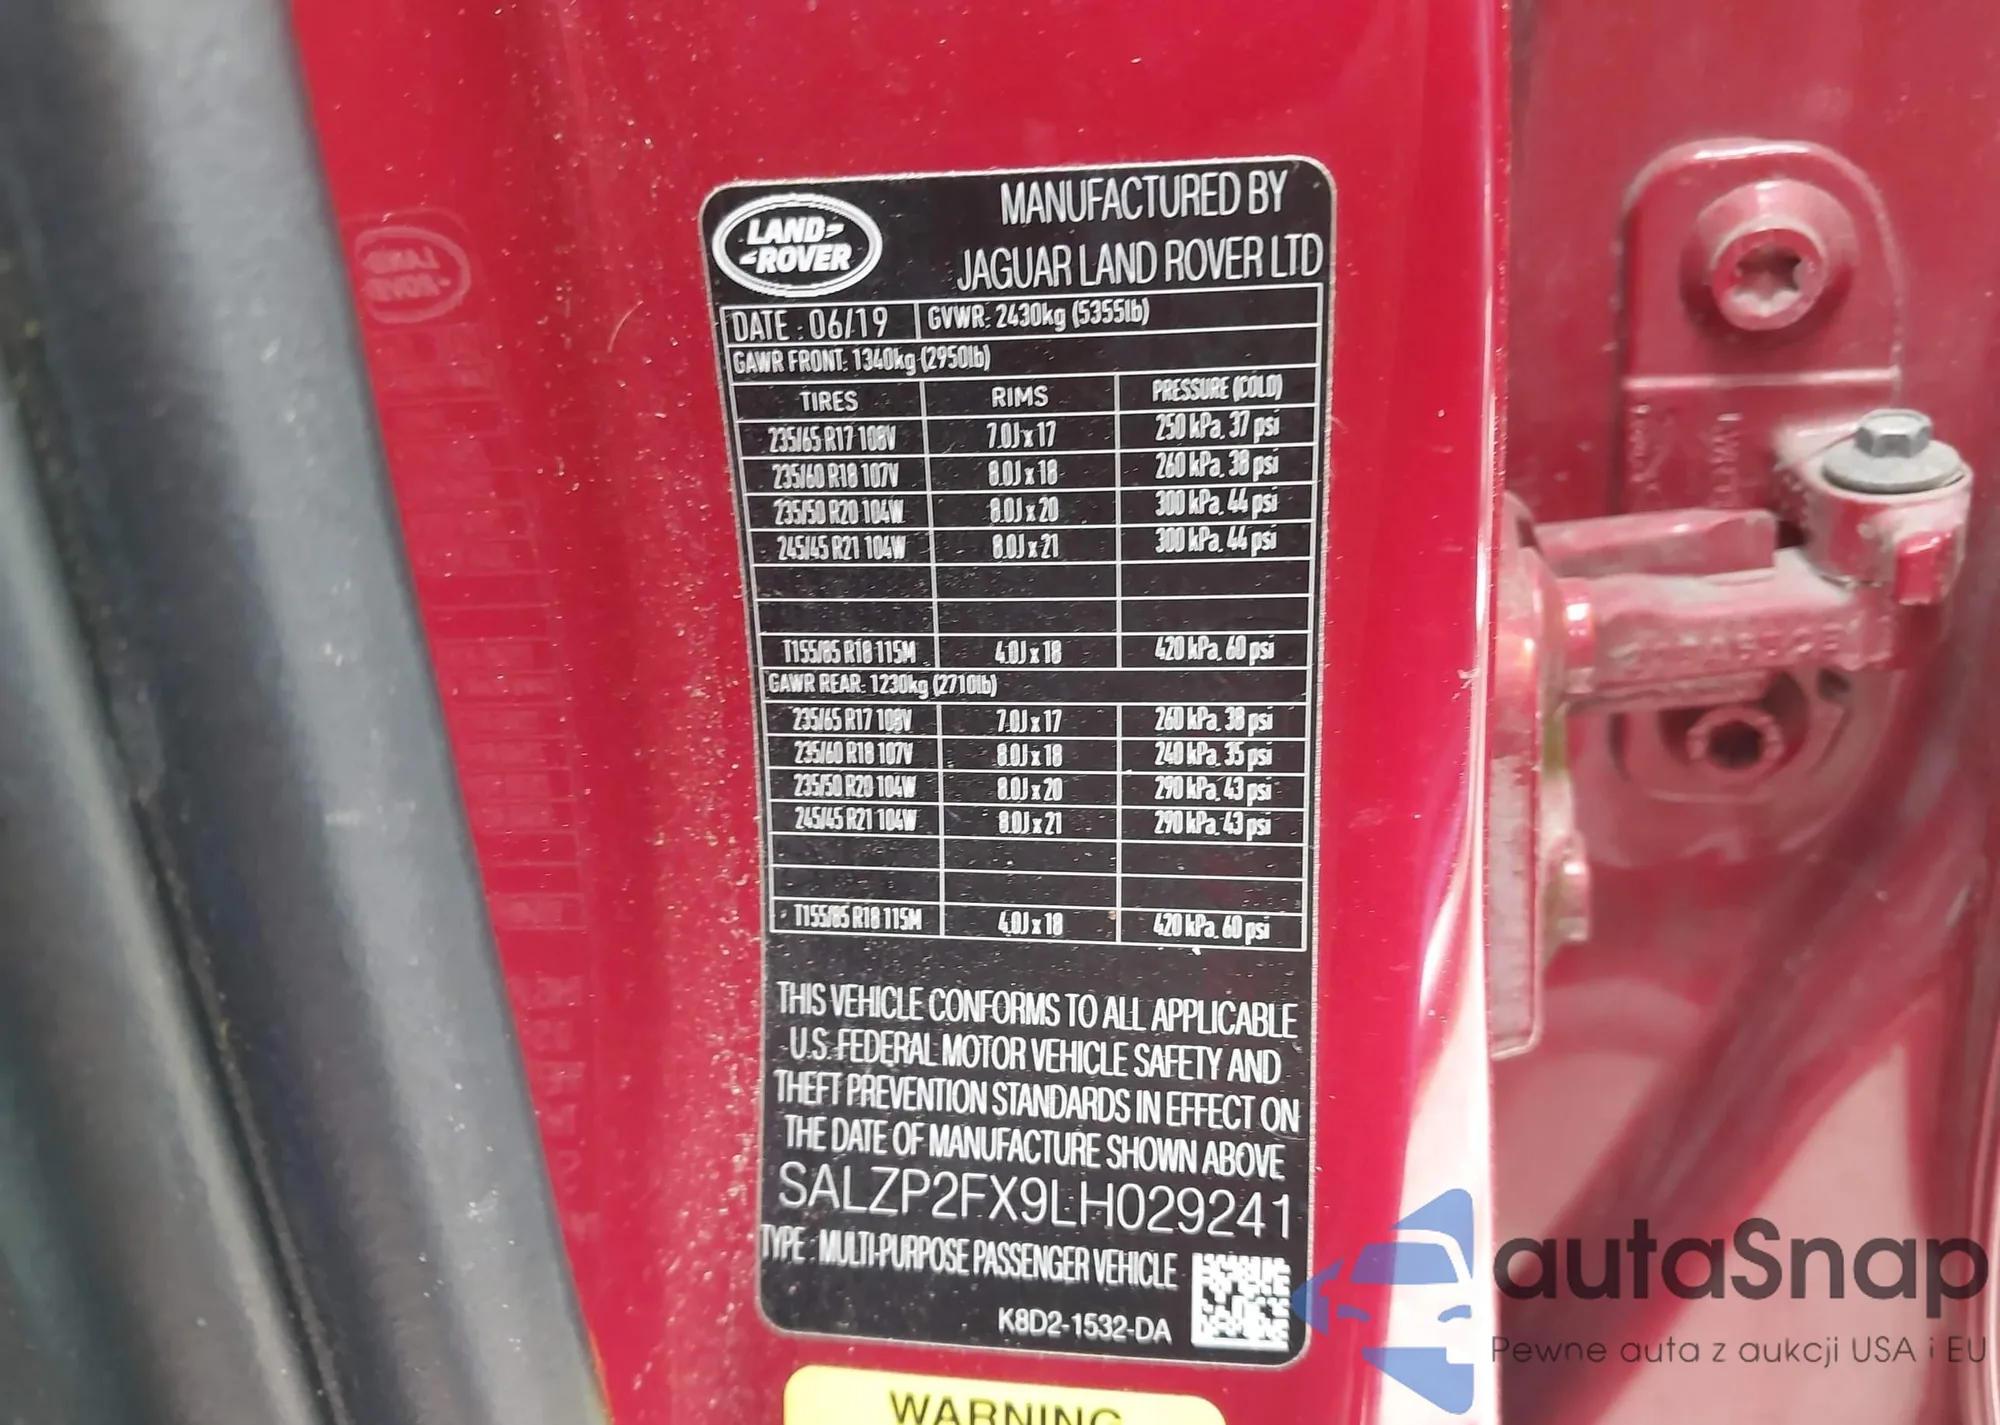 LAND
ROVER
MANUFACTURED BY
JAGUAR LAND ROVER LTD
DATE : 06/19 GVWR: 2430kg (5355lb)
GAWR FRONT: 1340kg (2950lb)
TIRES RIMS PRESSURE (COLD)
235/65 R17 108V 7.0J x 17 250 kPa, 37 psi
235/60 R18 107V 8.0J x 18 260 kPa, 38 psi
235/50 R20 104W 8.0J x 20 300 kPa, 44 psi
245/45 R21 104W 8.0J x 21 300 kPa, 44 psi
T155/85 R18 115M 4.0J x 18 420 kPa, 60 psi
GAWR REAR: 1230kg (2710lb)
235/65 R17 108V 7.0J x 17 260 kPa, 38 psi
235/60 R18 107V 8.0J x 18 240 kPa, 35 psi
235/50 R20 104W 8.0J x 20 290 kPa, 43 psi
245/45 R21 104W 8.0J x 21 290 kPa, 43 psi
T155/85 R18 115M 4.0J x 18 420 kPa, 60 psi
THIS VEHICLE CONFORMS TO ALL APPLICABLE
U.S. FEDERAL MOTOR VEHICLE SAFETY AND
THEFT PREVENTION STANDARDS IN EFFECT ON
THE DATE OF MANUFACTURE SHOWN ABOVE
SALZP2FX9LH029241
TYPE : MULTI-PURPOSE PASSENGER VEHICLE
K8D2-1532-DA
WARNING
autaSnap
Pewne auta z aukcji USA i EU